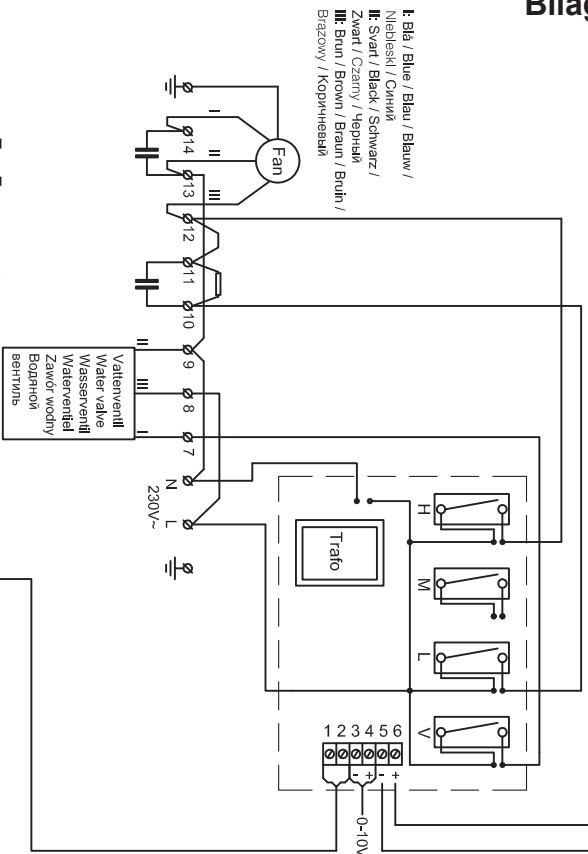 Bilag
I: Blå / Blue / Blau / Blauw /
Niebleski / Синий
II: Svart / Black / Schwarz /
Zwart / Czarny / Черный
III: Brun / Brown / Braun / Bruin /
Brązowy / Коричневый
Fan
I
II
III
14
13
12
11
10
9
8
7
N
L
230V~
II
III
I
Vattenventil
Water valve
Wasserventil
Waterventiel
Zawór wodny
Водяной
вентиль
Trafo
H
M
L
V
1 2 3 4 5 6
- + - +
0-10V